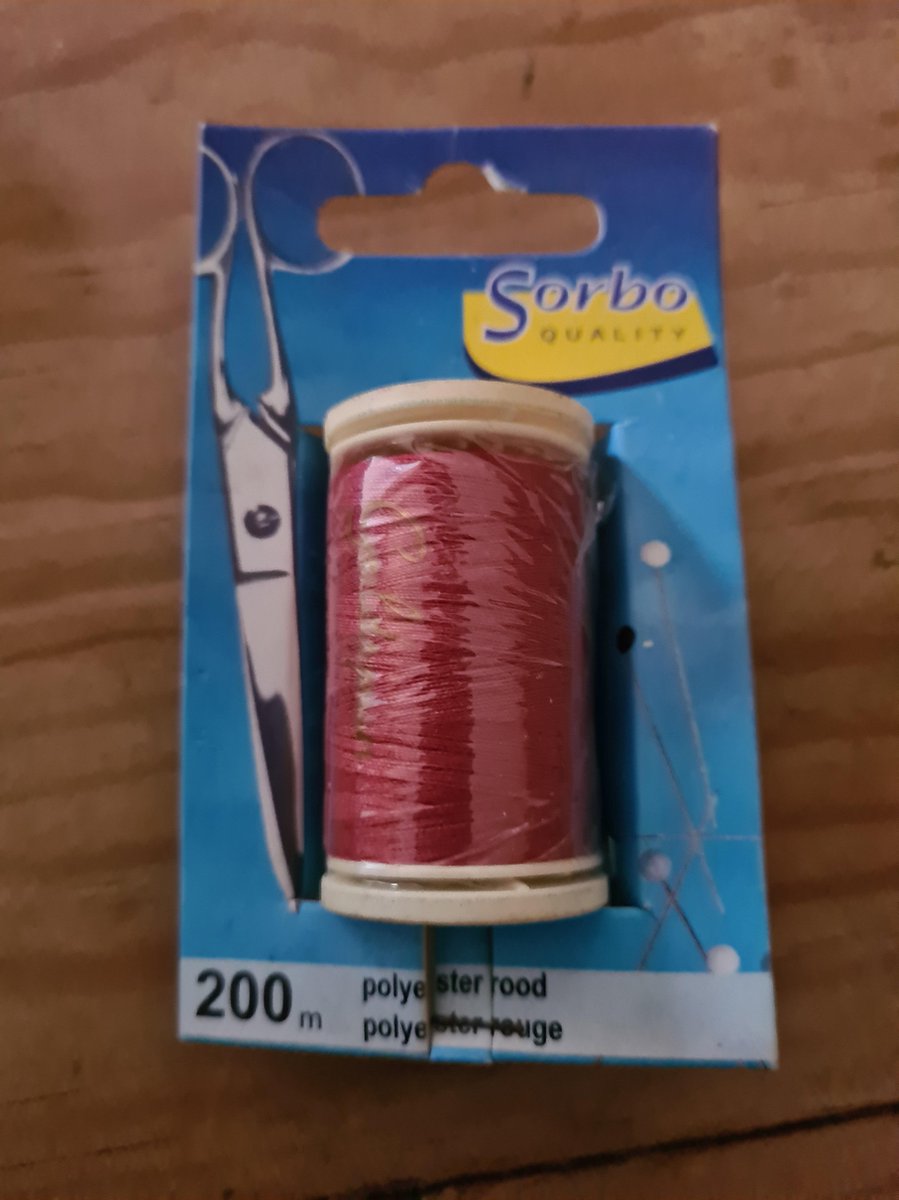 Sorbo
QUALITY
200 m
polyester rood
polyester rouge